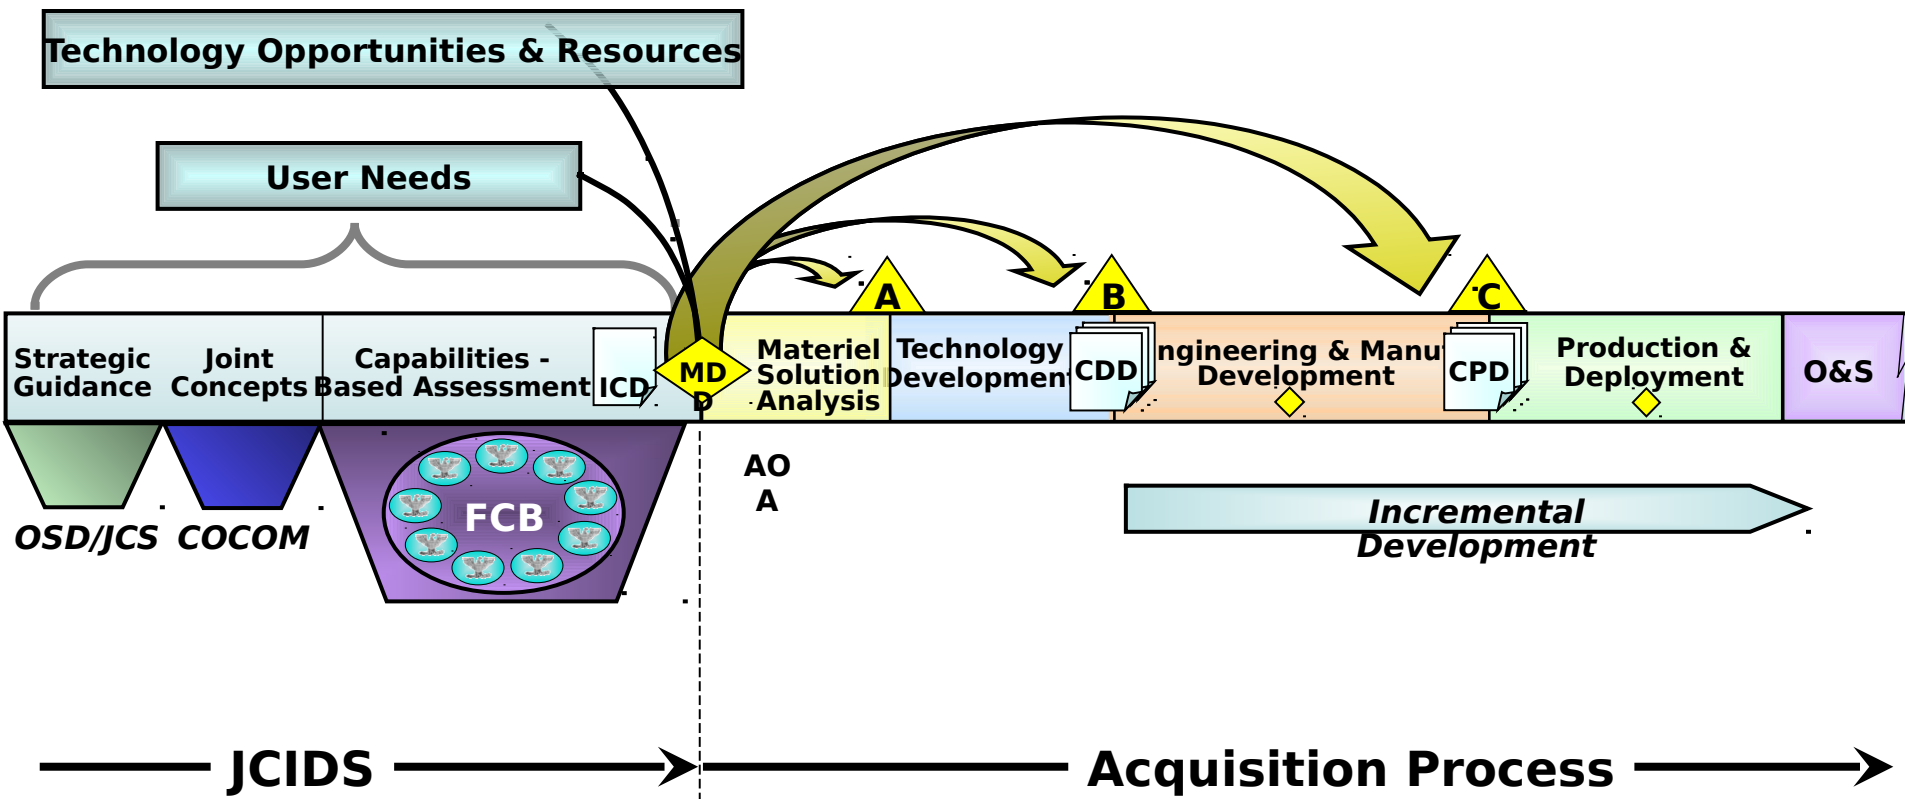 Technology Opportunities & Resources
User Needs
A
B
C
Strategic
Guidance
Joint
Concepts
Capabilities -
Based Assessment
ICD
MD
D
Materiel
Solution
Analysis
Technology
Development
CDD
ngineering & Manu
Development
CPD
Production &
Deployment
O&S
OSD/JCS
COCOM
FCB
AO
A
Incremental
Development
JCIDS
Acquisition Process